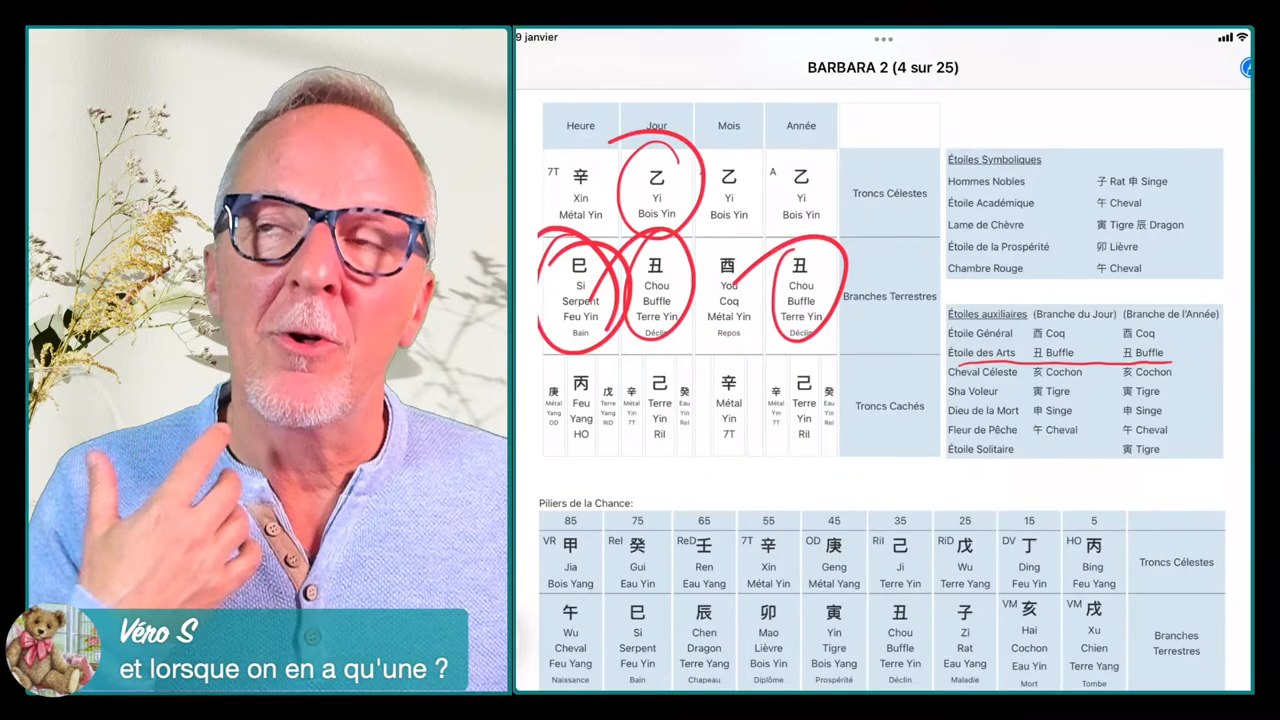 9 janvier
BARBARA 2 (4 sur 25)
Heure Jour Mois Année
7T 辛 乙 乙 A 乙
Xin Yi Yi Yi
Métal Yin Bois Yin Bois Yin Bois Yin
Troncs Célestes
巳 丑 酉 丑
Si Chou You Chou
Serpent Buffle Coq Buffle
Feu Yin Terre Yin Métal Yin Terre Yin
Bain Déclin Repos Déclin
Branches Terrestres
庚 丙 戊 辛 己 癸 辛 辛 己 癸
Métal Feu Terre Métal Terre Eau Métal Métal Terre Eau
Yang Yang Yang Yin Yin Yin Yin Yin Yin Yin
OD HO RiD 7T RiI ReI 7T 7T RiI ReI
Troncs Cachés
Étoiles Symboliques
Hommes Nobles 子 Rat 申 Singe
Étoile Académique 午 Cheval
Lame de Chèvre 寅 Tigre 辰 Dragon
Étoile de la Prospérité 卯 Lièvre
Chambre Rouge 午 Cheval
Étoiles auxiliaires (Branche du Jour) (Branche de l'Année)
Étoile Général 酉 Coq 酉 Coq
Étoile des Arts 丑 Buffle 丑 Buffle
Cheval Céleste 亥 Cochon 亥 Cochon
Sha Voleur 寅 Tigre 寅 Tigre
Dieu de la Mort 申 Singe 申 Singe
Fleur de Pêche 午 Cheval 午 Cheval
Étoile Solitaire 寅 Tigre
Piliers de la Chance:
85 75 65 55 45 35 25 15 5
VR 甲 ReI 癸 ReD 壬 7T 辛 OD 庚 RiI 己 RiD 戊 DV 丁 HO 丙
Jia Gui Ren Xin Geng Ji Wu Ding Bing
Bois Yang Eau Yin Eau Yang Métal Yin Métal Yang Terre Yin Terre Yang Feu Yin Feu Yang
Troncs Célestes
午 巳 辰 卯 寅 丑 子 VM 亥 VM 戌
Wu Si Chen Mao Yin Chou Zi Hai Xu
Cheval Serpent Dragon Lièvre Tigre Buffle Rat Cochon Chien
Feu Yang Feu Yin Terre Yang Bois Yin Bois Yang Terre Yin Eau Yang Eau Yin Terre Yang
Naissance Bain Chapeau Diplôme Prospérité Déclin Maladie Mort Tombe
Branches
Terrestres
Véro S
et lorsque on en a qu'une ?